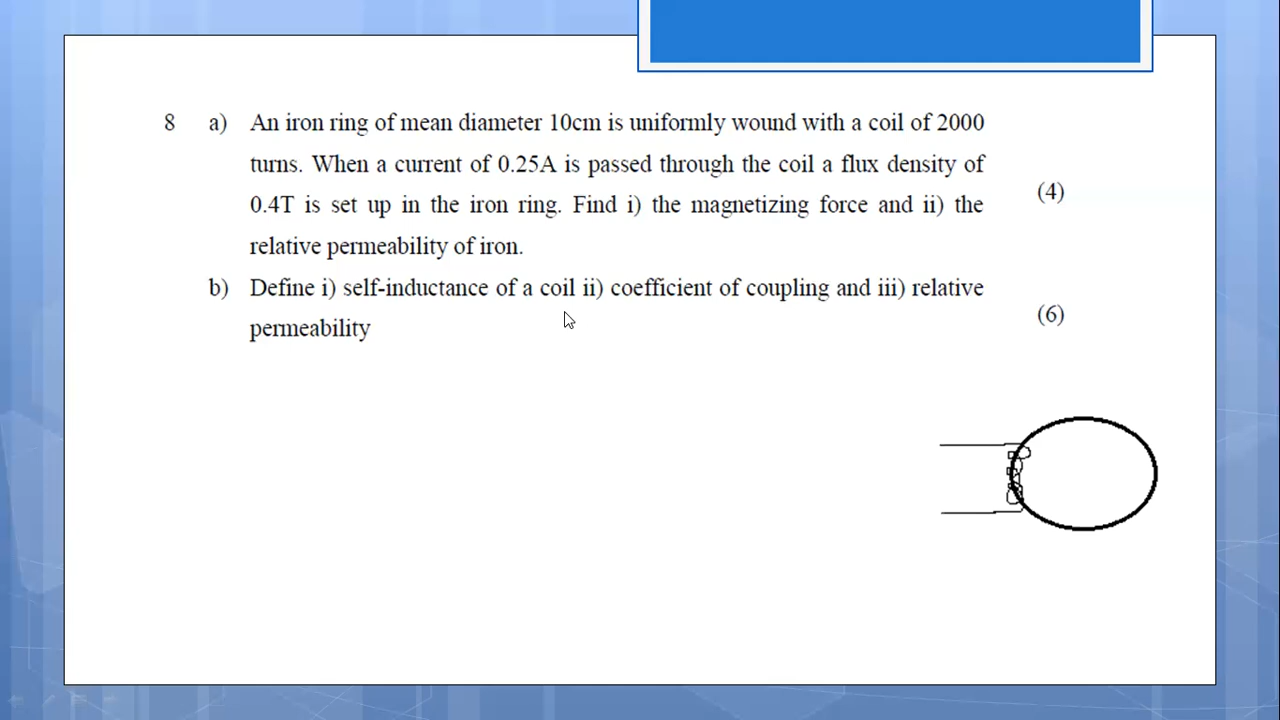 8 a) An iron ring of mean diameter 10cm is uniformly wound with a coil of 2000
turns. When a current of 0.25A is passed through the coil a flux density of
0.4T is set up in the iron ring. Find i) the magnetizing force and ii) the
relative permeability of iron.
(4)
b) Define i) self-inductance of a coil ii) coefficient of coupling and iii) relative
permeability
(6)